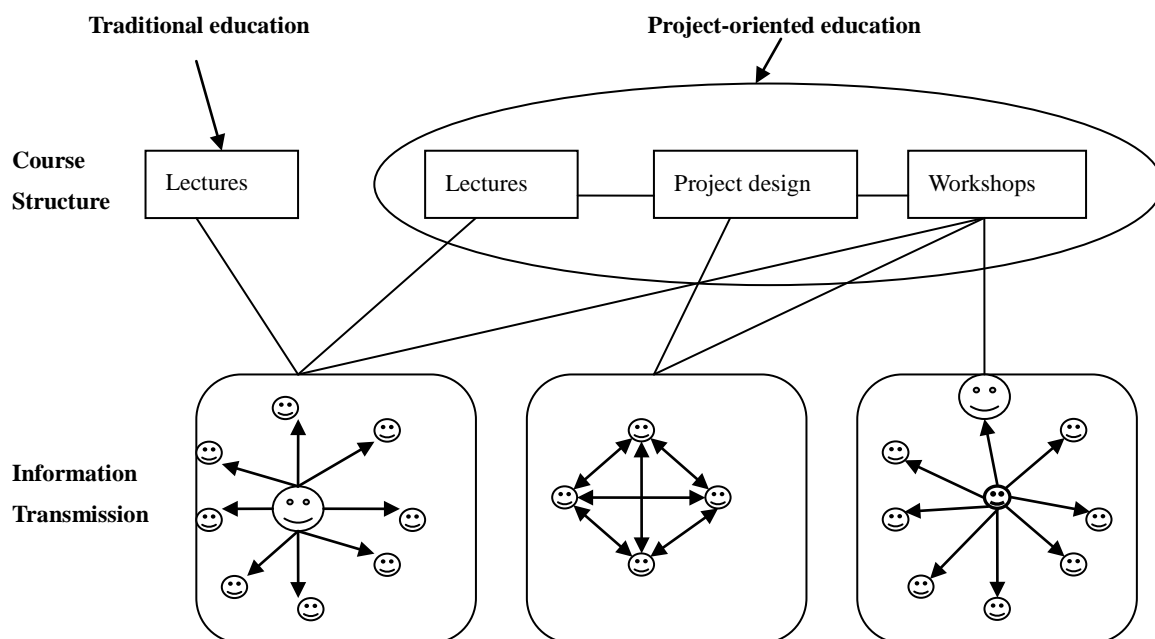 Traditional education
Project-oriented education
Course
Structure
Lectures
Lectures
Project design
Workshops
Information
Transmission